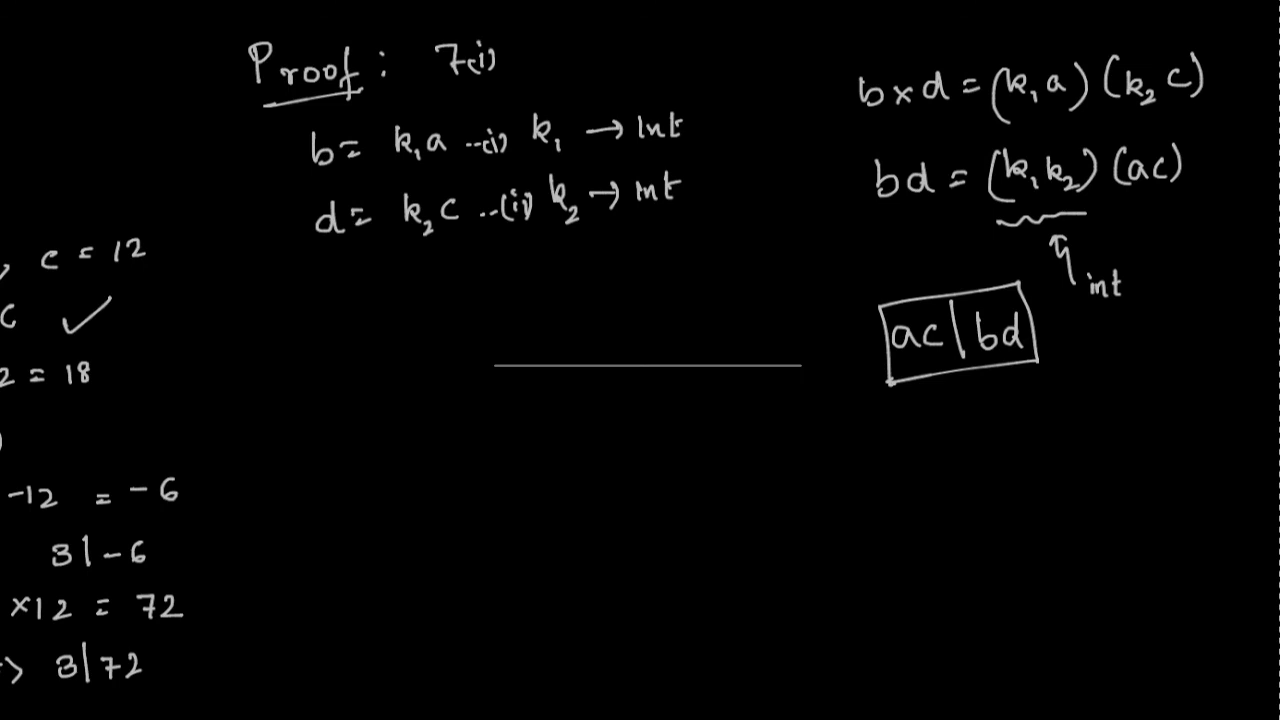 Proof : 7(i)
b = k₁a ..(i) k₁ → Int
d = k₂c ..(ii) k₂ → Int
b × d = (k₁a) (k₂c)
bd = (k₁k₂) (ac)
int
ac | bd
, c = 12
c ✓
2 = 18
)
-12 = -6
3 | -6
×12 = 72
=> 3 | 72